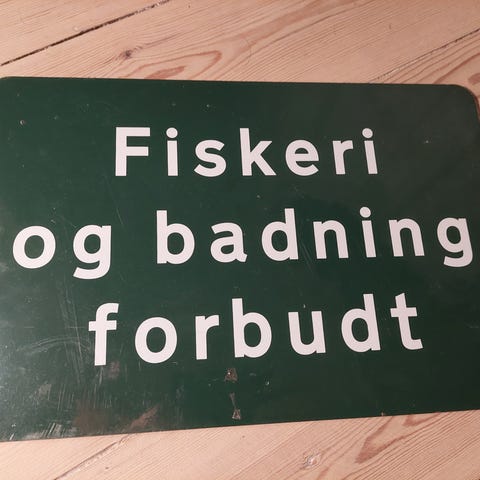 Fiskeri
og badning
forbudt